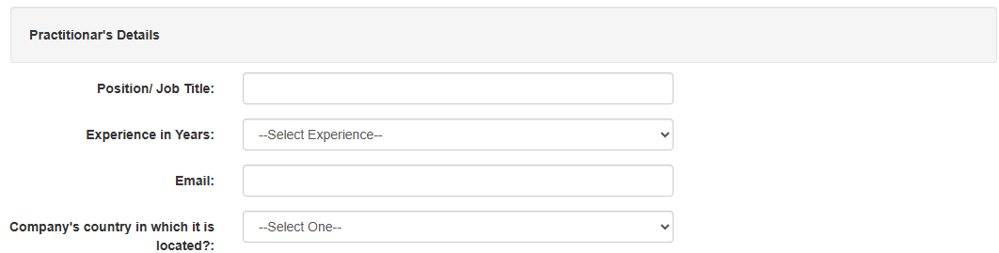 Practitionar's Details
Position/ Job Title:
Experience in Years:
--Select Experience--
Email:
Company's country in which it is
located?:
--Select One--